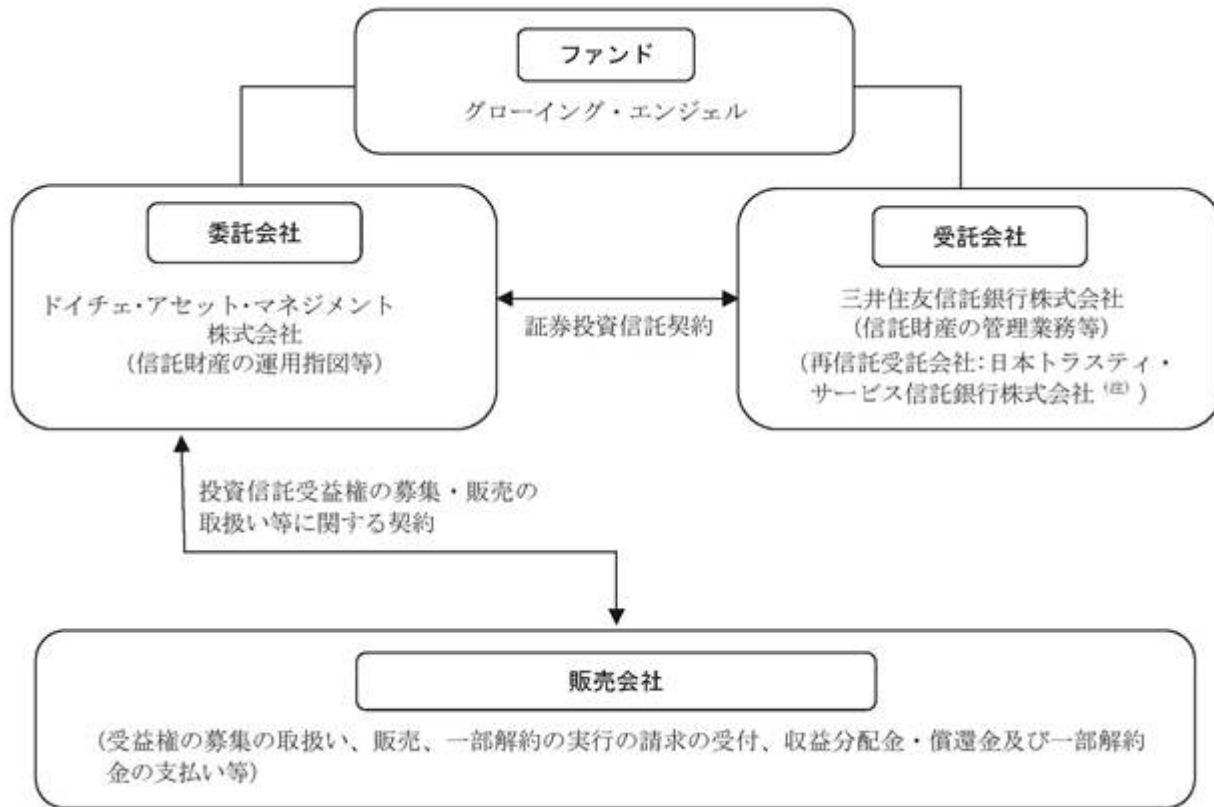 ファンド
グローイング・エンジェル
委託会社
ドイチェ・アセット・マネジメント
株式会社
(信託財産の運用指図等)
証券投資信託契約
受託会社
三井住友信託銀行株式会社
(信託財産の管理業務等)
(再信託受託会社:日本トラスティ・
サービス信託銀行株式会社(注))
投資信託受益権の募集・販売の
取扱い等に関する契約
販売会社
(受益権の募集の取扱い、販売、一部解約の実行の請求の受付、収益分配金・償還金及び一部解約
金の支払い等)